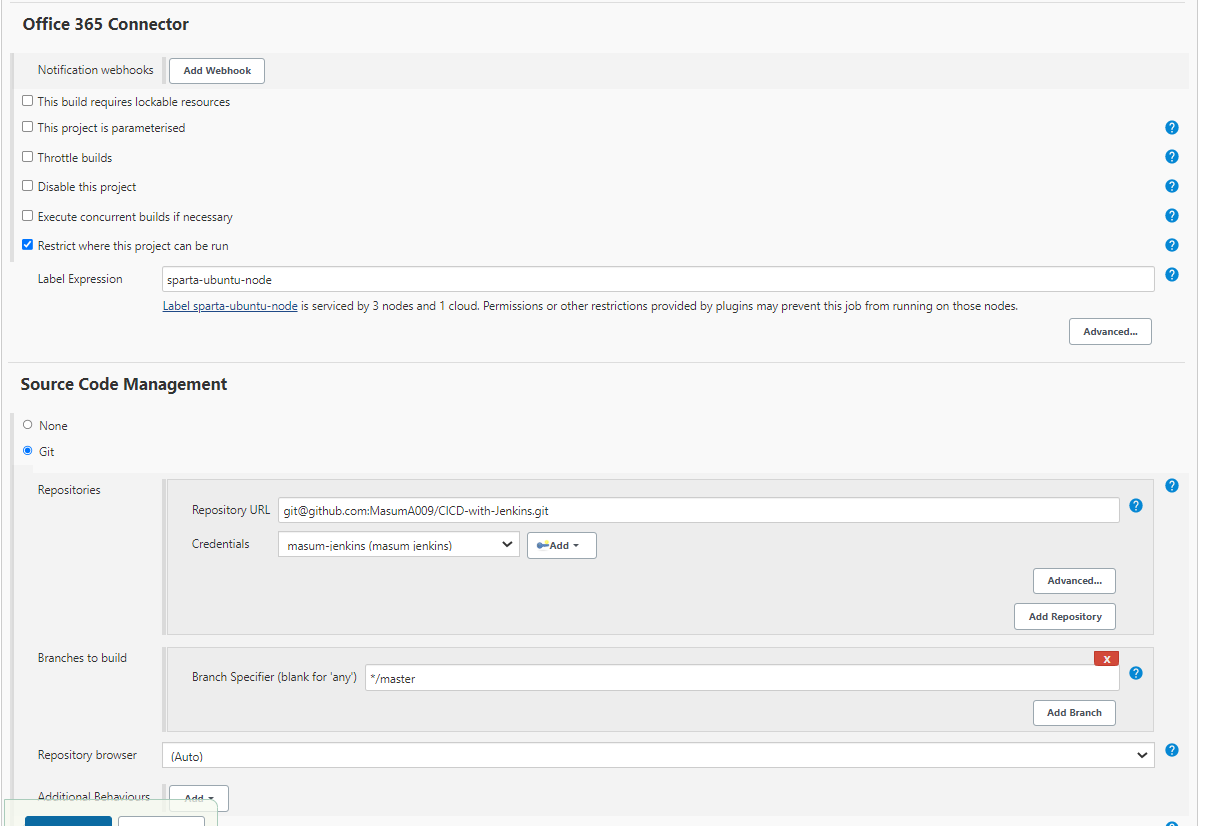 Office 365 Connector
Notification webhooks Add Webhook
This build requires lockable resources
This project is parameterised
Throttle builds
Disable this project
Execute concurrent builds if necessary
Restrict where this project can be run
Label Expression sparta-ubuntu-node
Label sparta-ubuntu-node is serviced by 3 nodes and 1 cloud. Permissions or other restrictions provided by plugins may prevent this job from running on those nodes.
Advanced...
Source Code Management
None
Git
Repositories
Repository URL git@github.com:MasumA009/CICD-with-Jenkins.git
Credentials masum-jenkins (masum jenkins) Add
Advanced...
Add Repository
Branches to build
X
Branch Specifier (blank for 'any') */master
Add Branch
Repository browser (Auto)
Additional Behaviours Add